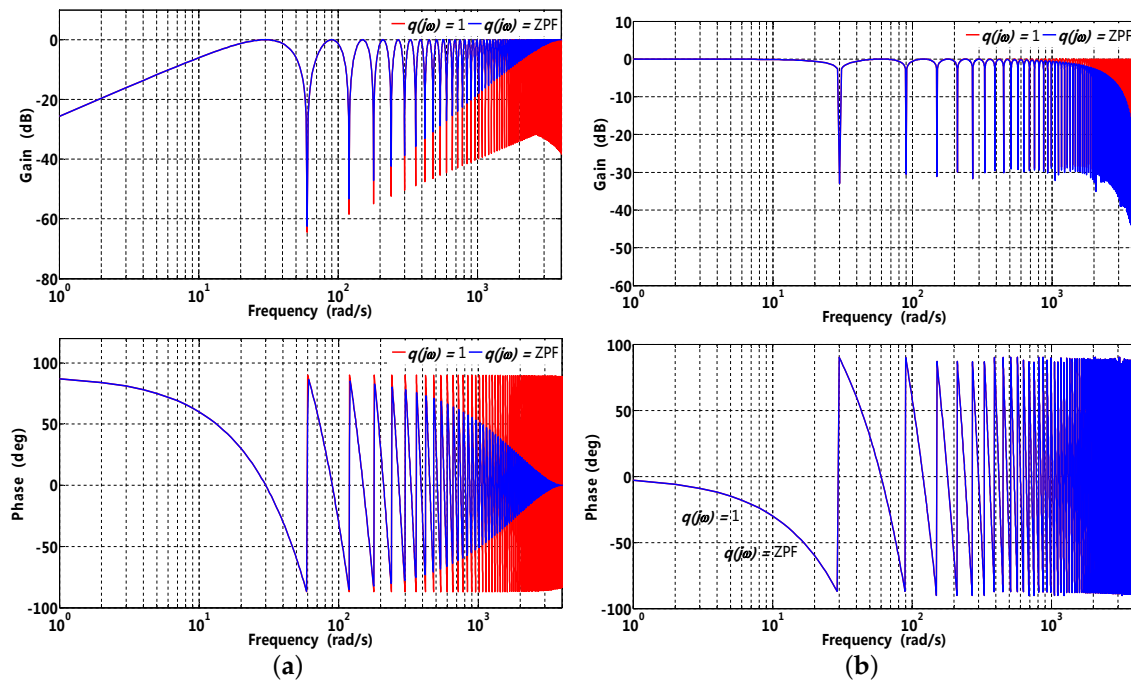 q(jω) = 1 q(jω) = ZPF
0
-20
-40
-60
-80
Gain (dB)
10^0 10^1 10^2 10^3
Frequency (rad/s)
q(jω) = 1 q(jω) = ZPF
100
50
0
-50
-100
Phase (deg)
10^0 10^1 10^2 10^3
Frequency (rad/s)
(a)
q(jω) = 1 q(jω) = ZPF
10
0
-10
-20
-30
-40
-50
-60
Gain (dB)
10^0 10^1 10^2 10^3
Frequency (rad/s)
100
50
0
-50
-100
Phase (deg)
q(jω) = 1
q(jω) = ZPF
10^0 10^1 10^2 10^3
Frequency (rad/s)
(b)